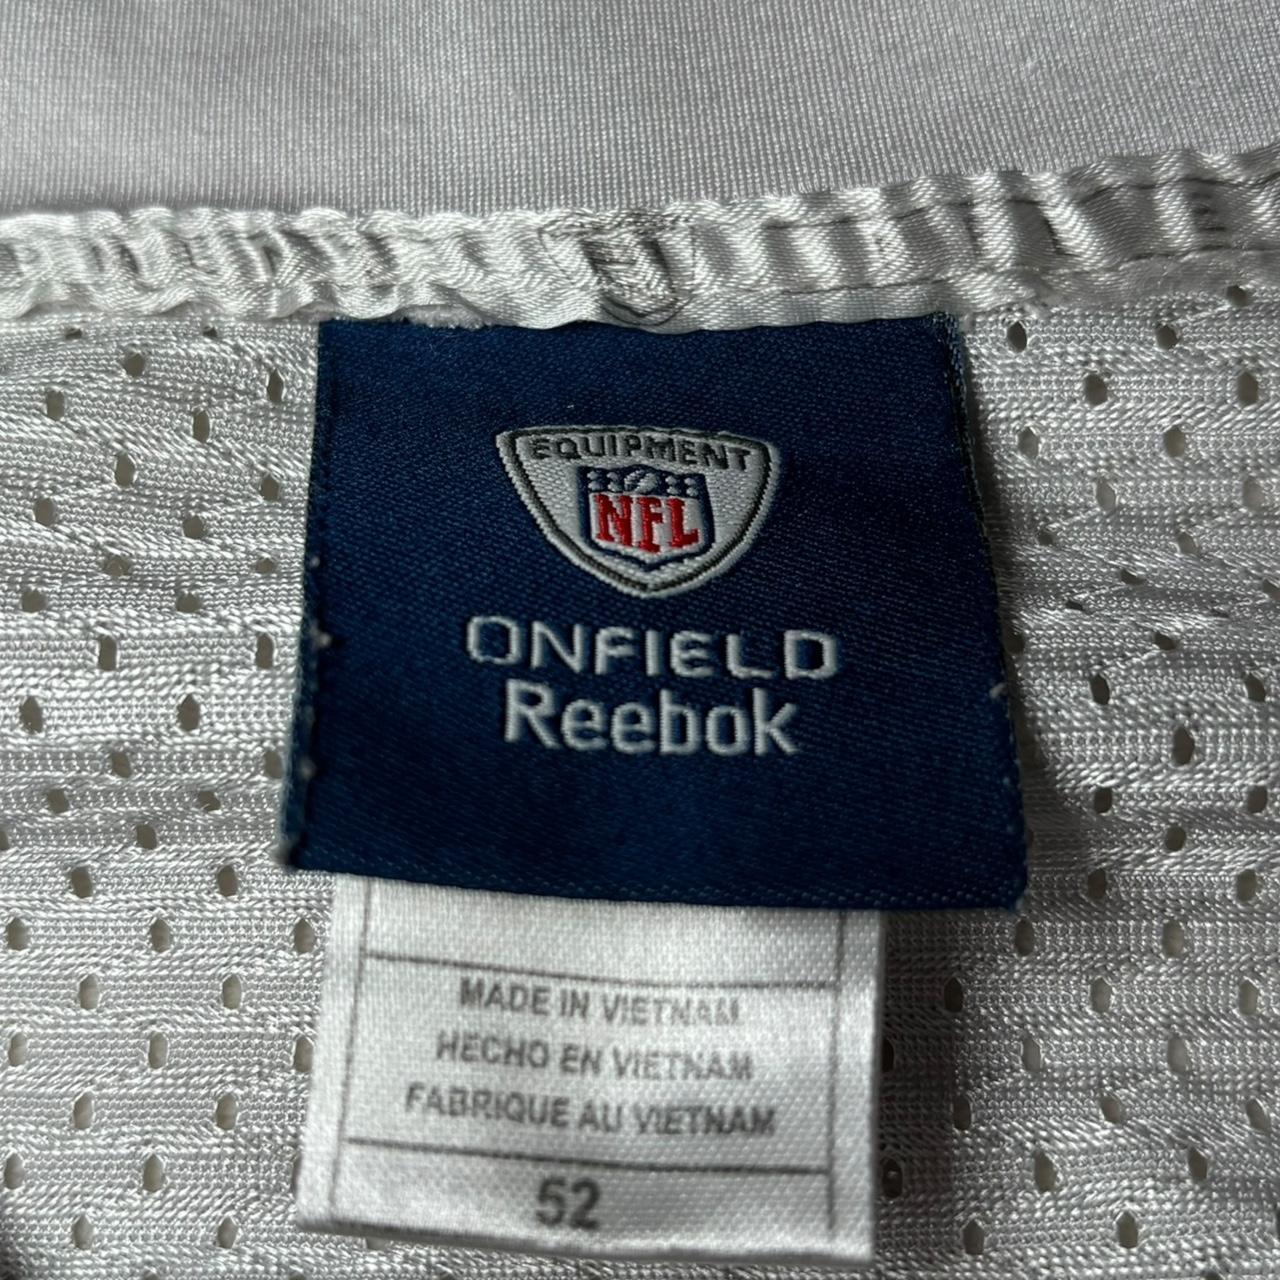 EQUIPMENT
NFL
ONFIELD
Reebok
MADE IN VIETNAM
HECHO EN VIETNAM
FABRIQUE AU VIETNAM
52